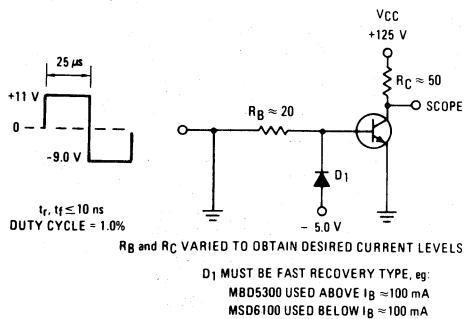 VCC
+125 V
25 µs
RC ≈ 50
+11 V
SCOPE
RB ≈ 20
0
-9.0 V
D1
tr, tf ≤ 10 ns
DUTY CYCLE = 1.0%
- 5.0 V
RB and RC VARIED TO OBTAIN DESIRED CURRENT LEVELS
D1 MUST BE FAST RECOVERY TYPE, eg:
MBD5300 USED ABOVE IB ≈ 100 mA
MSD6100 USED BELOW IB ≈ 100 mA